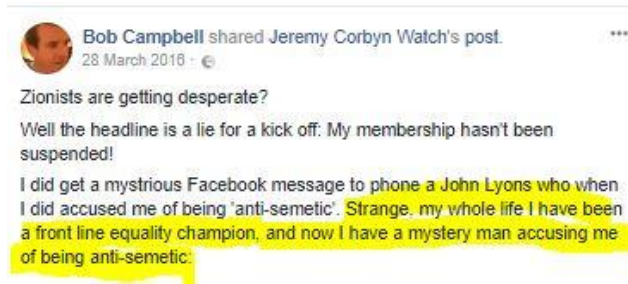 Bob Campbell shared Jeremy Corbyn Watch's post.
28 March 2016 ·
Zionists are getting desperate?
Well the headline is a lie for a kick off: My membership hasn't been
suspended!
I did get a mystrious Facebook message to phone a John Lyons who when
I did accused me of being 'anti-semetic'. Strange, my whole life I have been
a front line equality champion, and now I have a mystery man accusing me
of being anti-semetic: